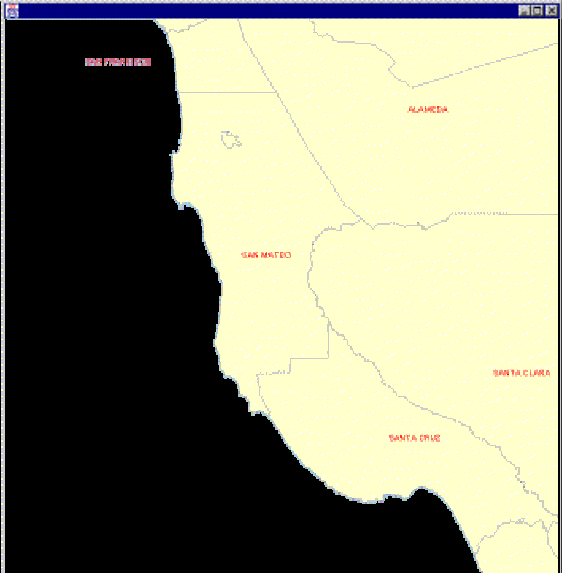 SAN FRANCISCO
ALAMEDA
SAN MATEO
SANTA CLARA
SANTA CRUZ